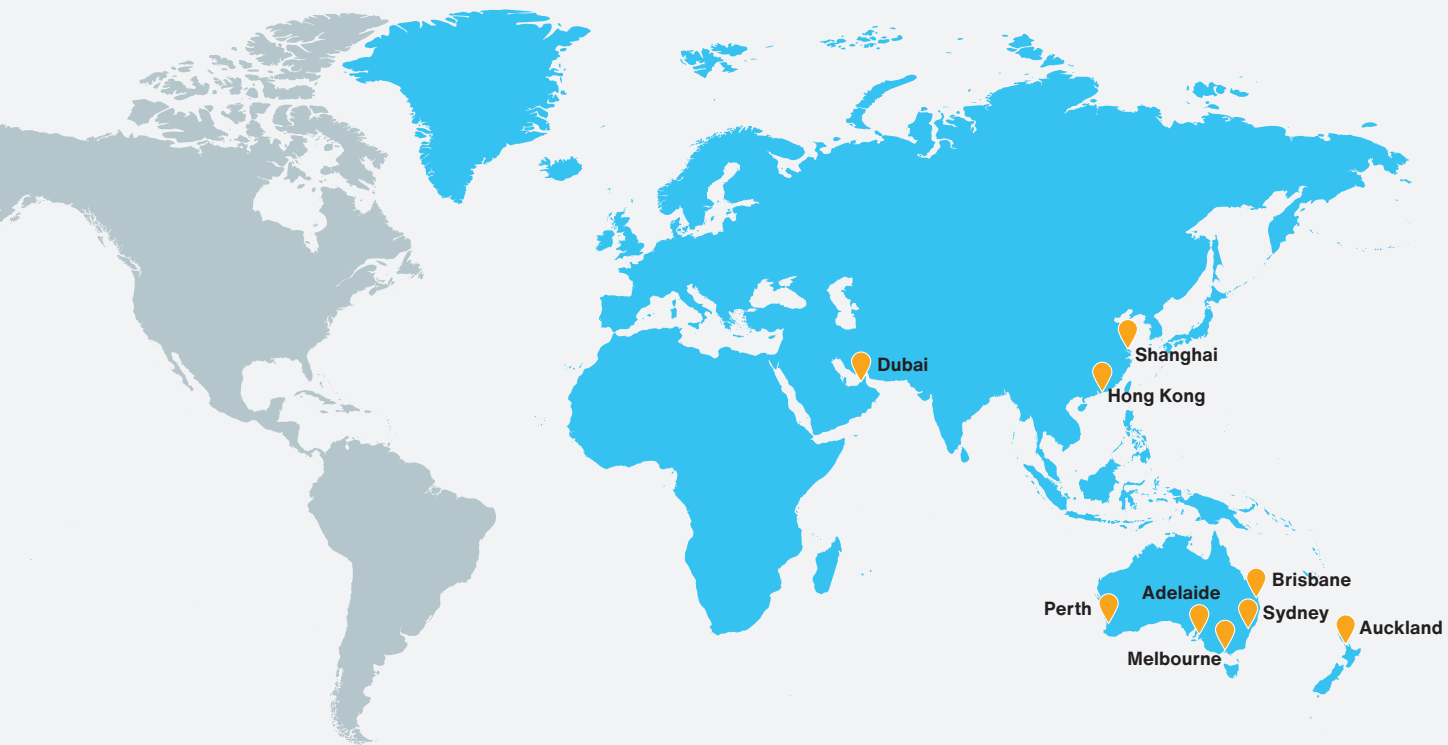 Shanghai
Dubai
Hong Kong
Brisbane
Adelaide
Perth
Sydney
Auckland
Melbourne